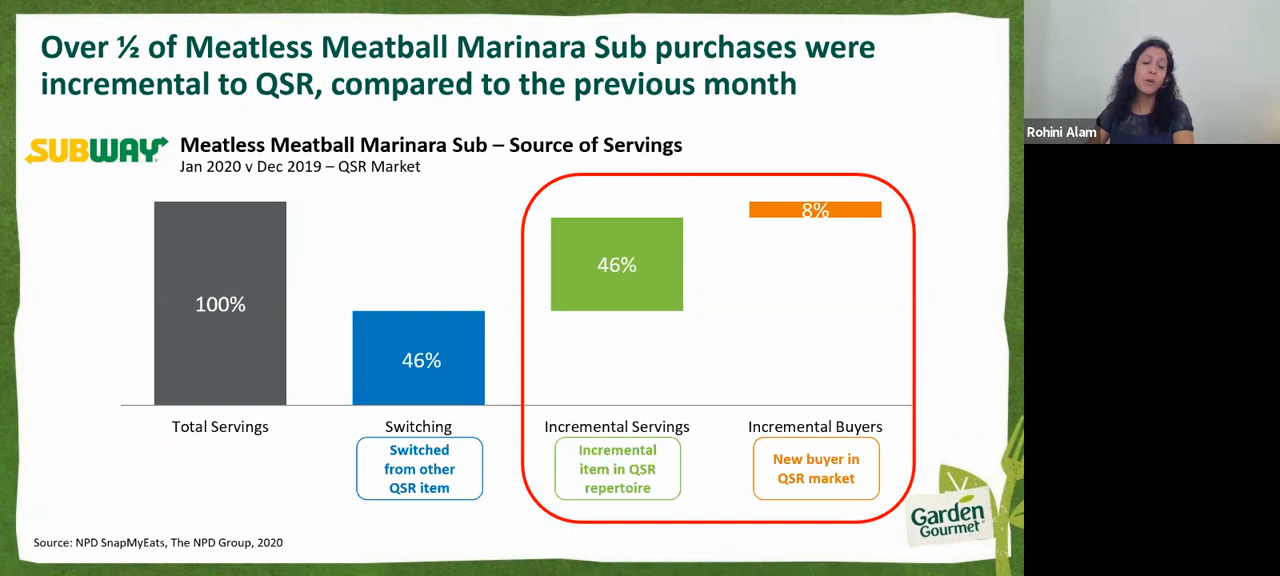 Over ½ of Meatless Meatball Marinara Sub purchases were
incremental to QSR, compared to the previous month
SUBWAY
Meatless Meatball Marinara Sub – Source of Servings
Jan 2020 v Dec 2019 – QSR Market
100%
46%
46%
8%
Total Servings
Switching
Incremental Servings
Incremental Buyers
Switched
from other
QSR item
Incremental
item in QSR
repertoire
New buyer in
QSR market
Garden
Gourmet
Source: NPD SnapMyEats, The NPD Group, 2020
Rohini Alam